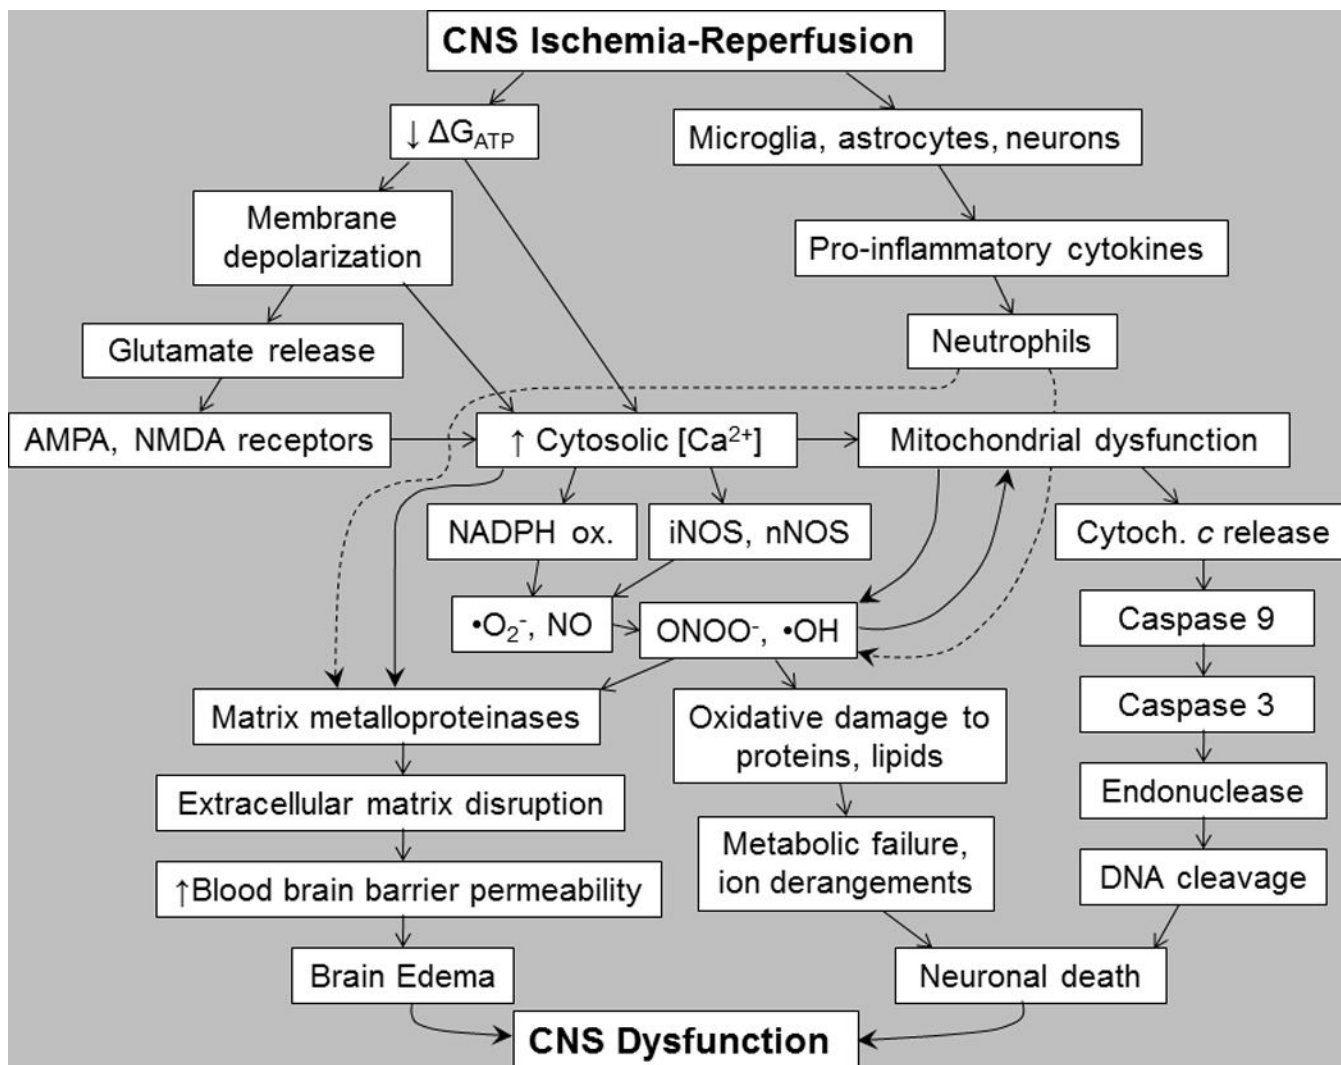 CNS Ischemia-Reperfusion
↓ ΔG_ATP
Microglia, astrocytes, neurons
Membrane
depolarization
Pro-inflammatory cytokines
Glutamate release
Neutrophils
AMPA, NMDA receptors
↑ Cytosolic [Ca²⁺]
Mitochondrial dysfunction
NADPH ox.
iNOS, nNOS
Cytoch. c release
•O₂⁻, NO
ONOO⁻, •OH
Caspase 9
Matrix metalloproteinases
Oxidative damage to
proteins, lipids
Caspase 3
Extracellular matrix disruption
Endonuclease
Metabolic failure,
ion derangements
↑Blood brain barrier permeability
DNA cleavage
Brain Edema
Neuronal death
CNS Dysfunction